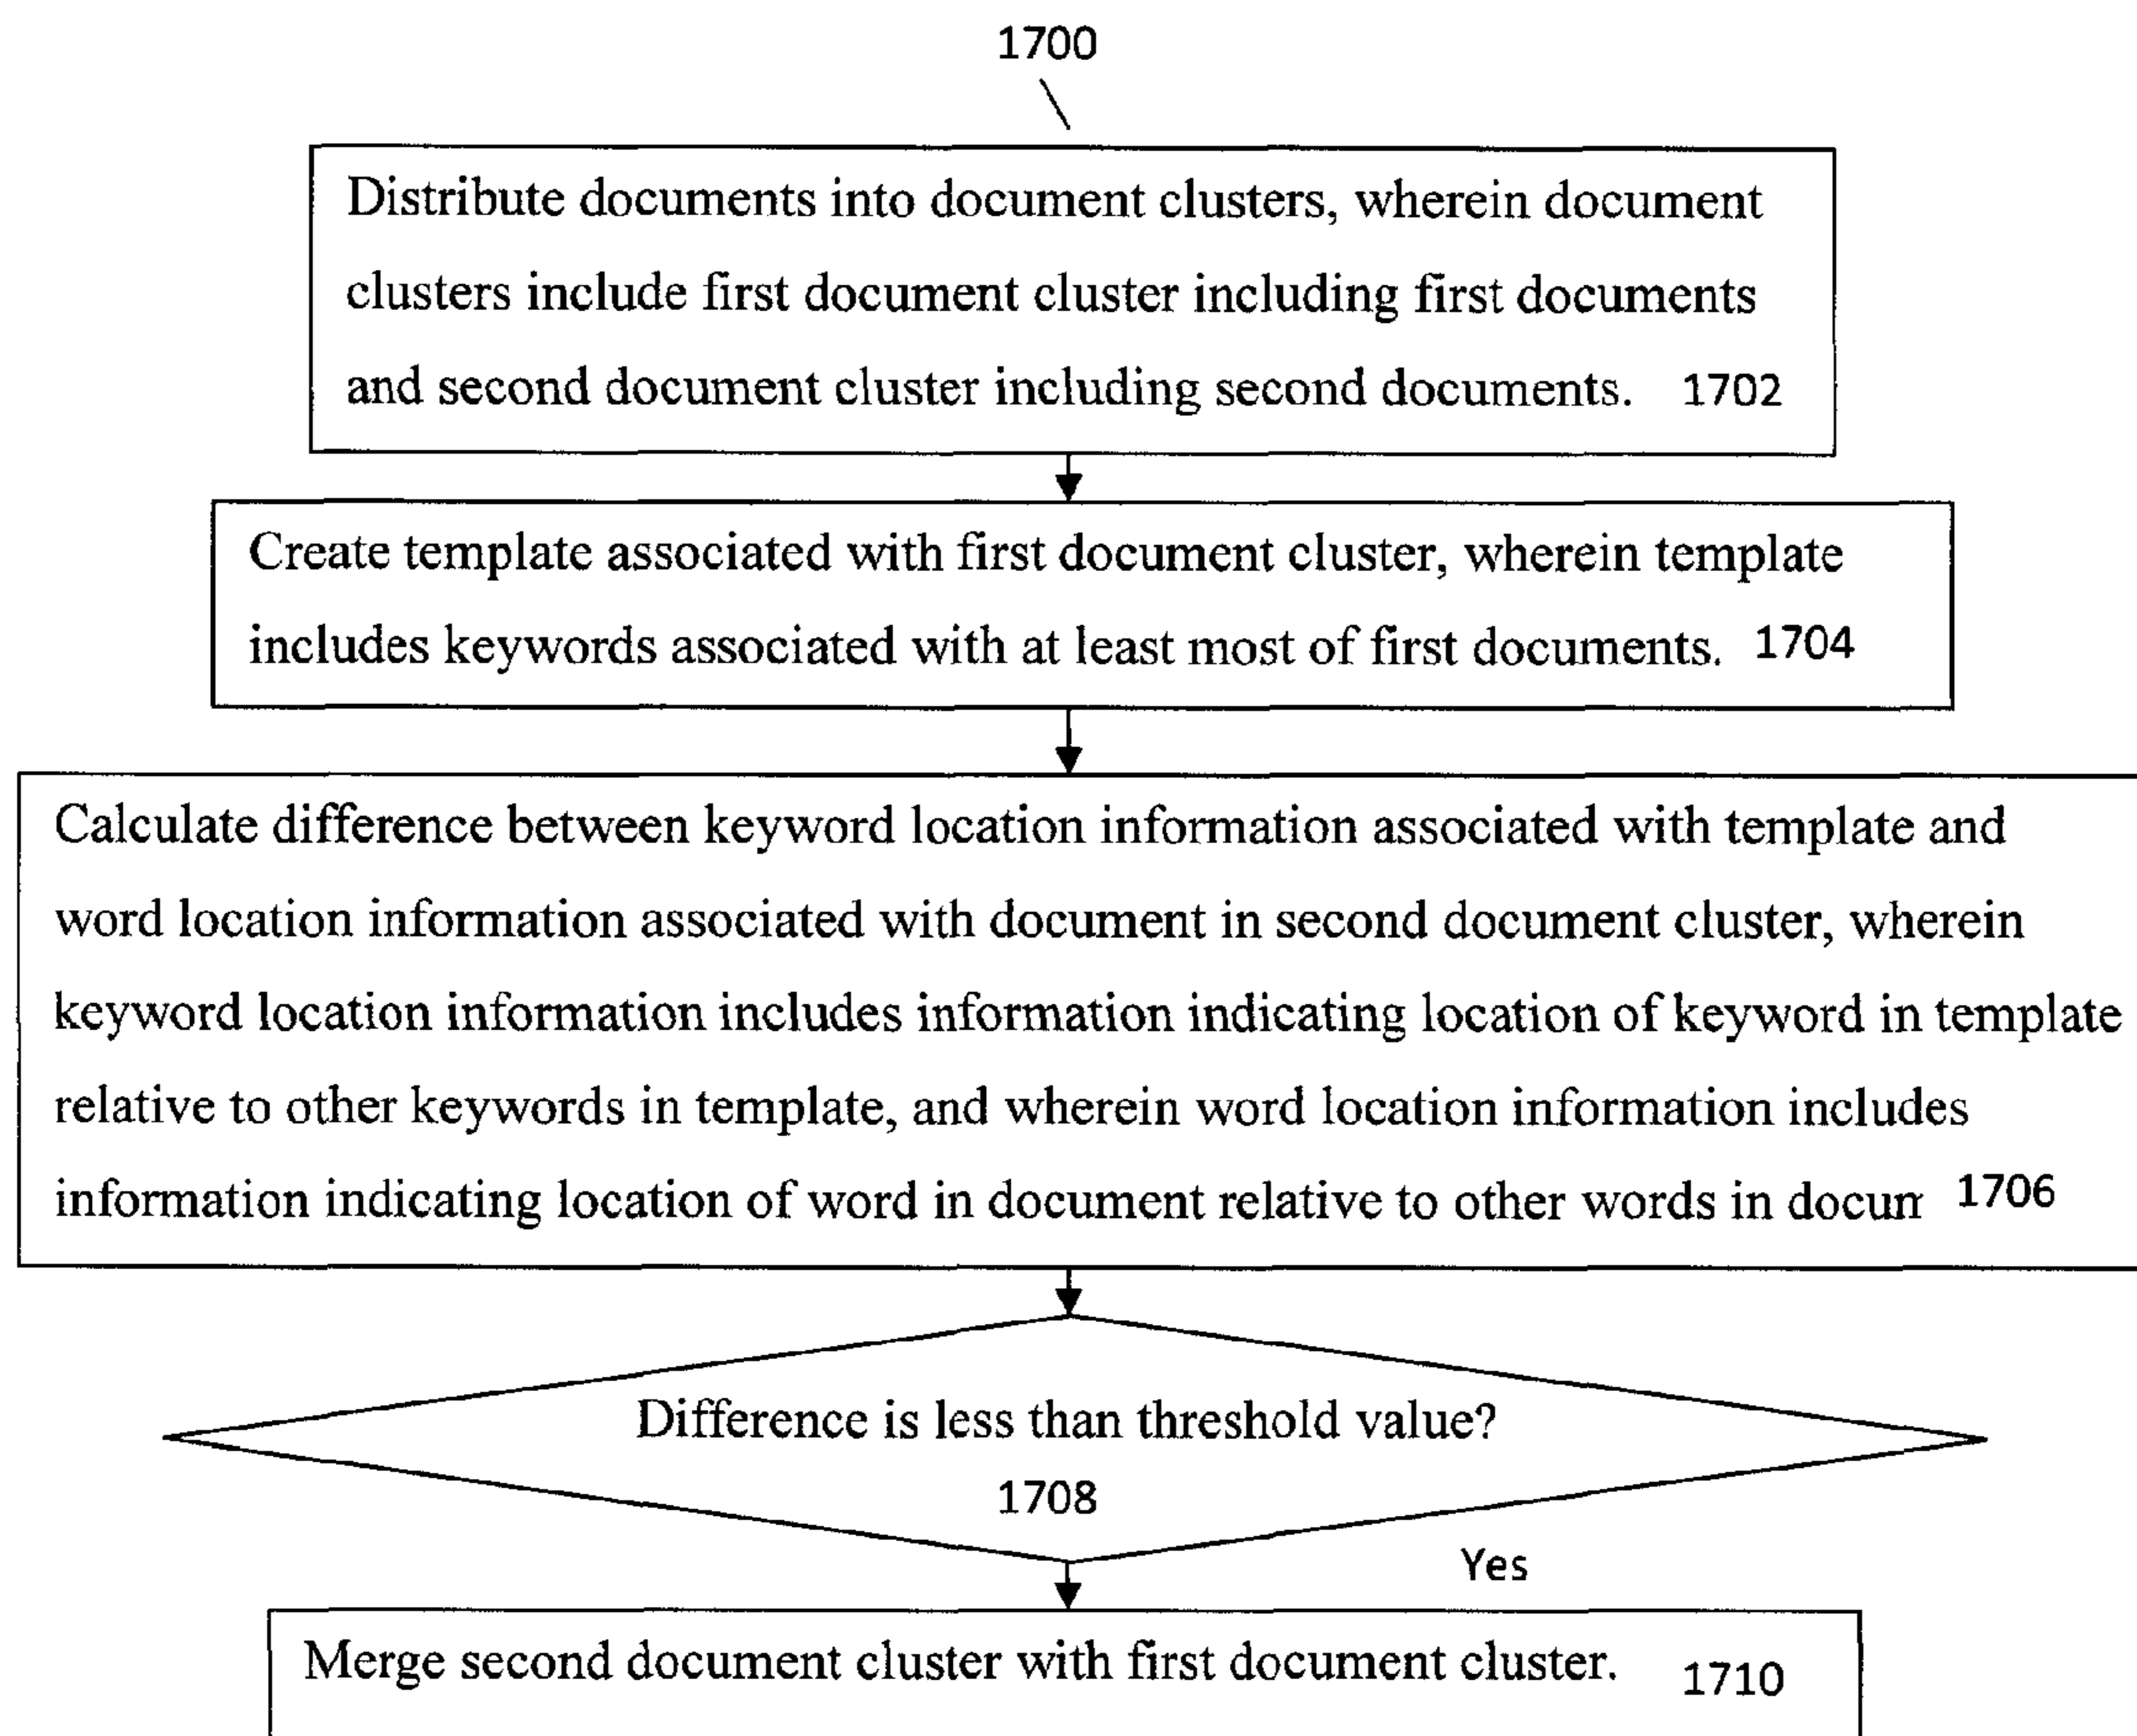 1700
Distribute documents into document clusters, wherein document
clusters include first document cluster including first documents
and second document cluster including second documents. 1702
Create template associated with first document cluster, wherein template
includes keywords associated with at least most of first documents. 1704
Calculate difference between keyword location information associated with template and
word location information associated with document in second document cluster, wherein
keyword location information includes information indicating location of keyword in template
relative to other keywords in template, and wherein word location information includes
information indicating location of word in document relative to other words in 1706
Difference is less than threshold value?
1708
Yes
Merge second document cluster with first document cluster. 1710